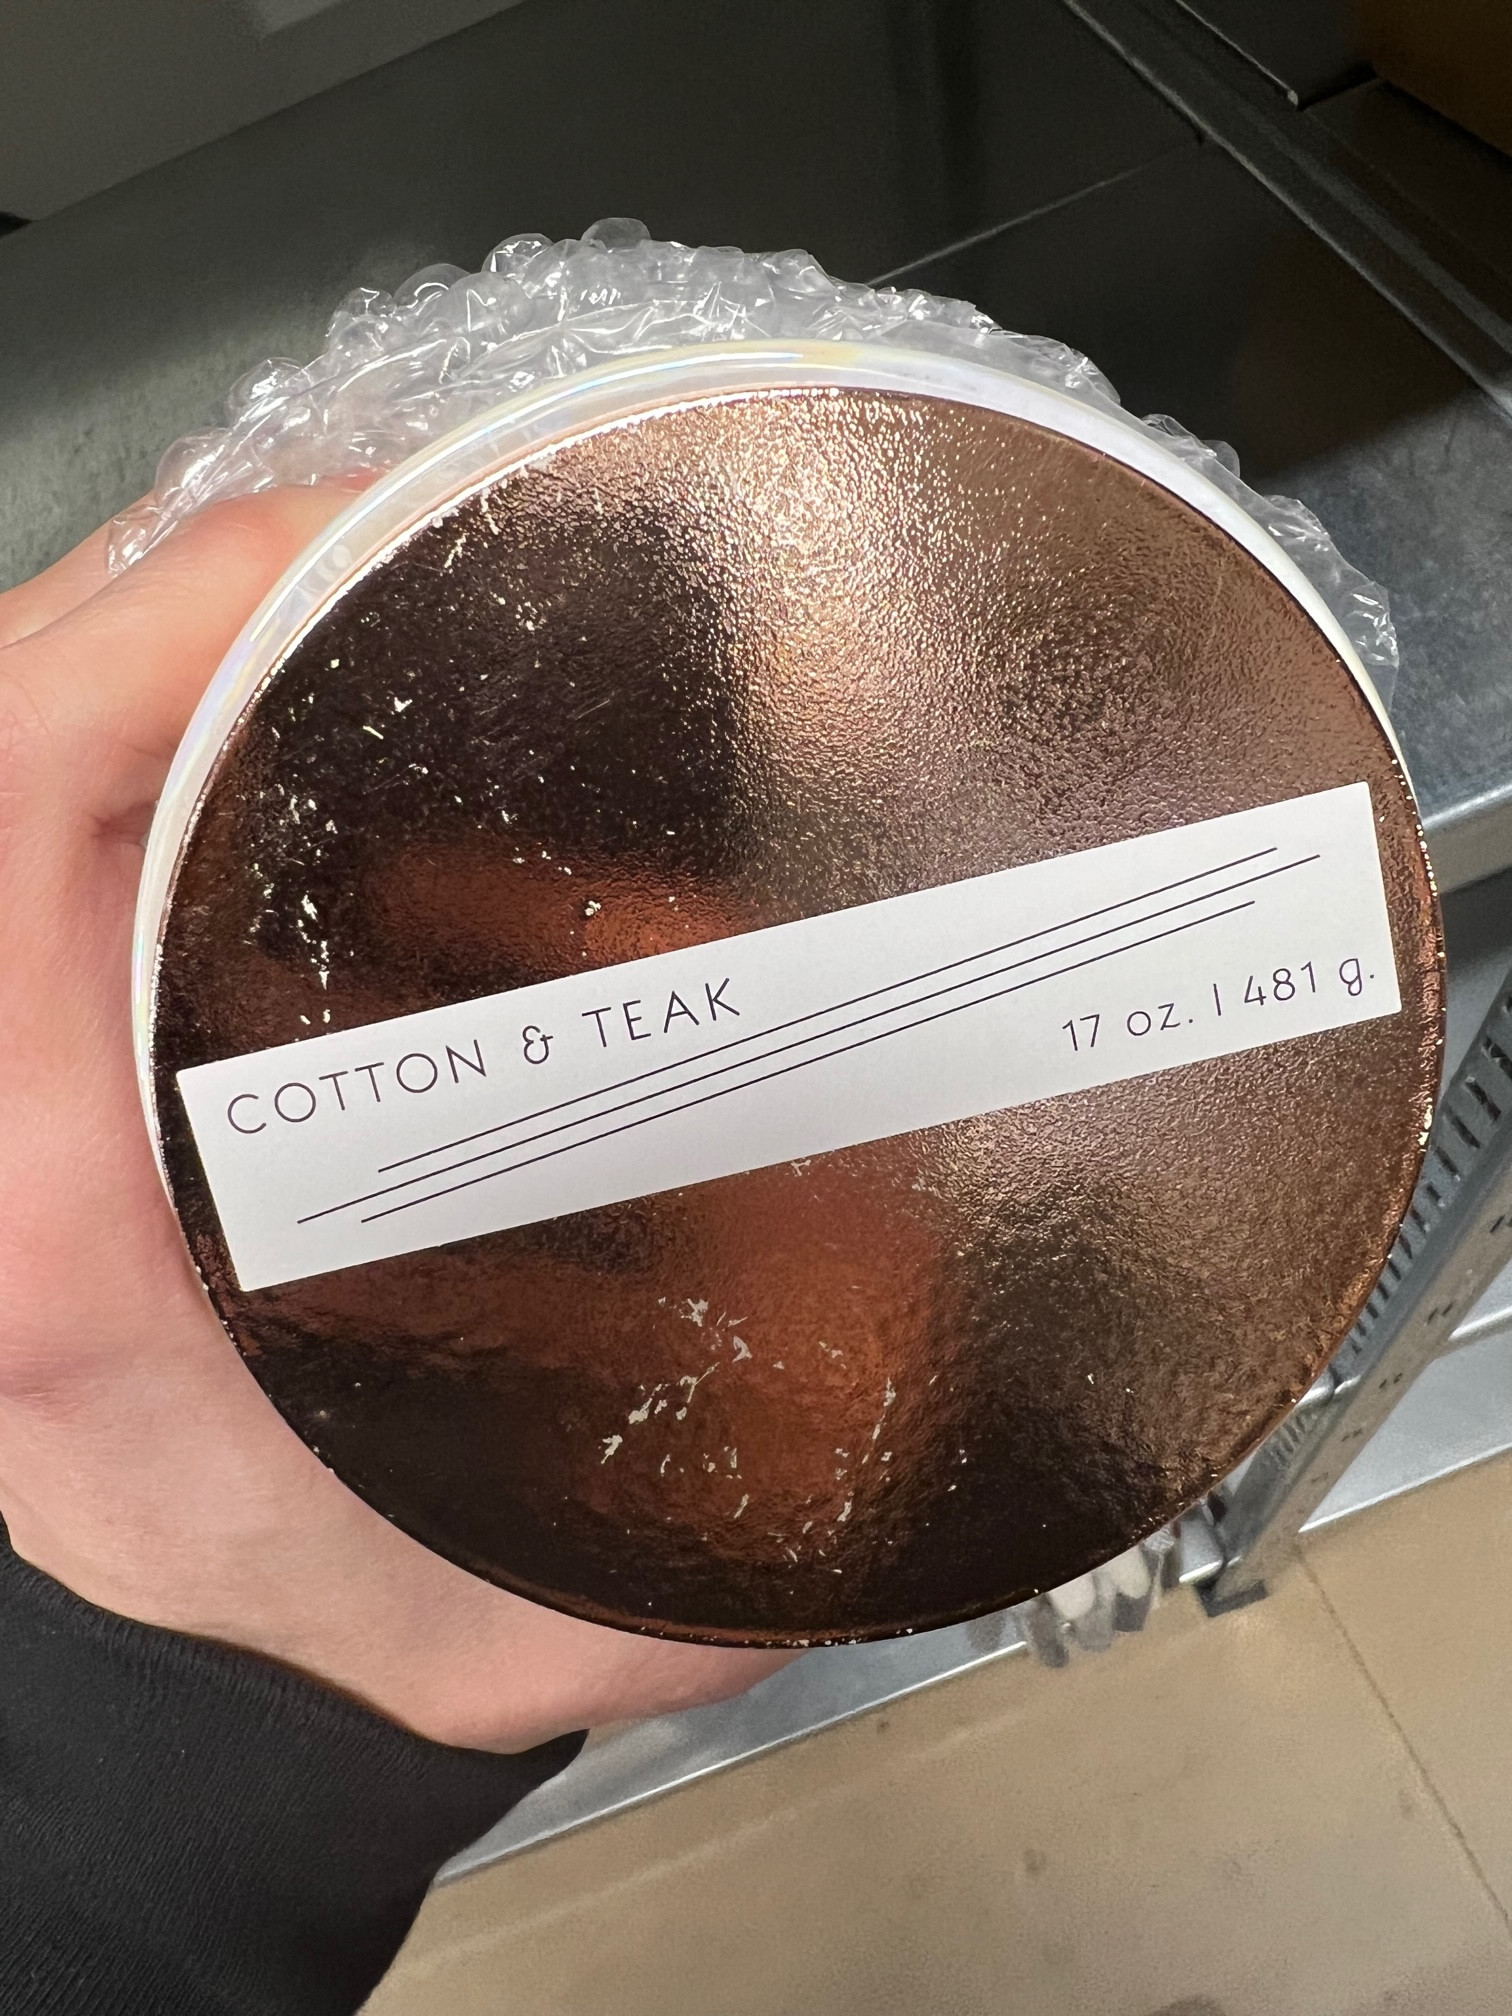 COTTON & TEAK
17 oz. | 481 g.